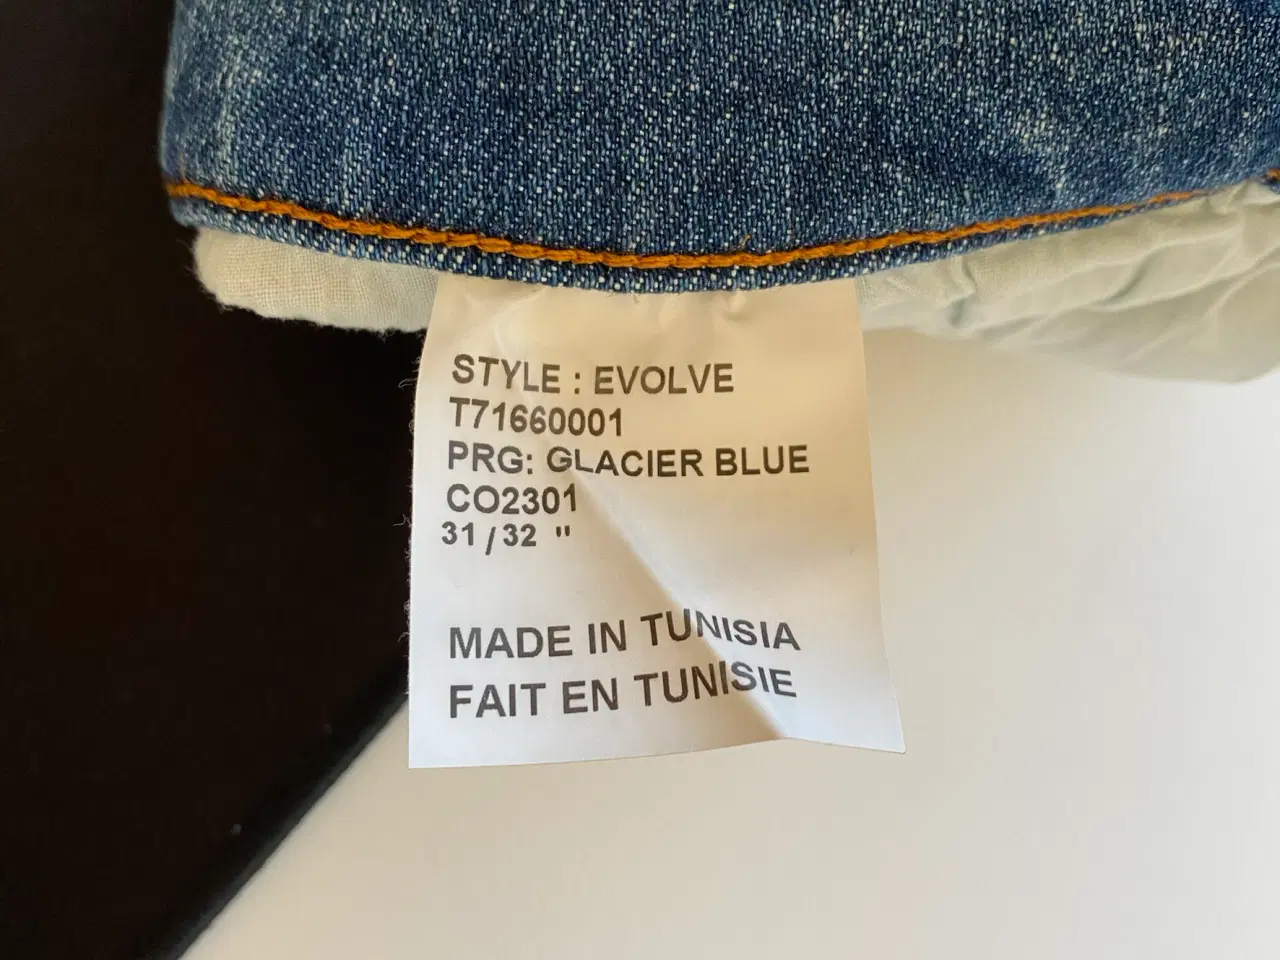 STYLE : EVOLVE
T71660001
PRG: GLACIER BLUE
CO2301
31 / 32 "
MADE IN TUNISIA
FAIT EN TUNISIE